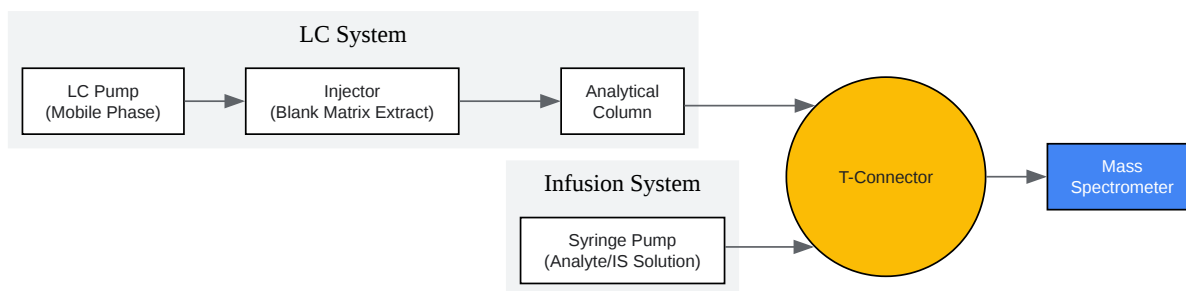 LC System
LC Pump
(Mobile Phase)
Injector
(Blank Matrix Extract)
Analytical
Column
T-Connector
Mass
Spectrometer
Infusion System
Syringe Pump
(Analyte/IS Solution)